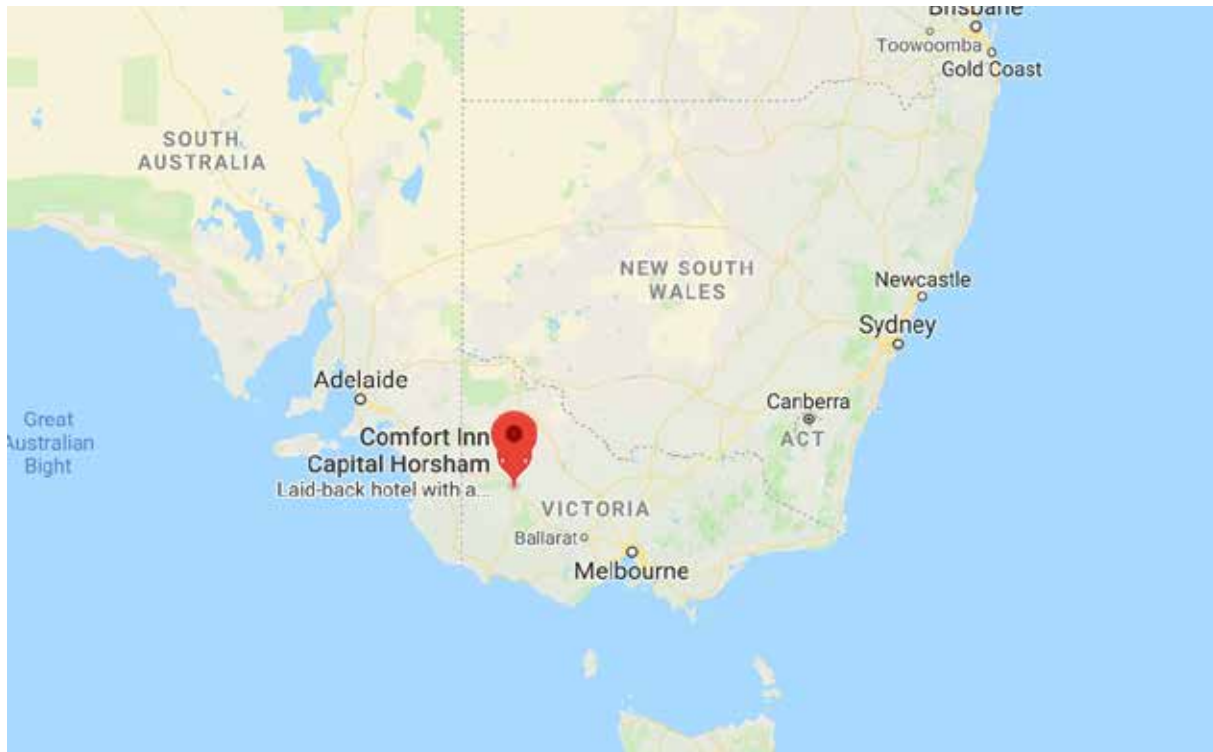 Brisbane
Toowoomba
Gold Coast
SOUTH
AUSTRALIA
NEW SOUTH
WALES
Newcastle
Sydney
Adelaide
Canberra
ACT
Great
Australian
Bight
Comfort Inn
Capital Horsham
Laid-back hotel with a...
VICTORIA
Ballarat
Melbourne